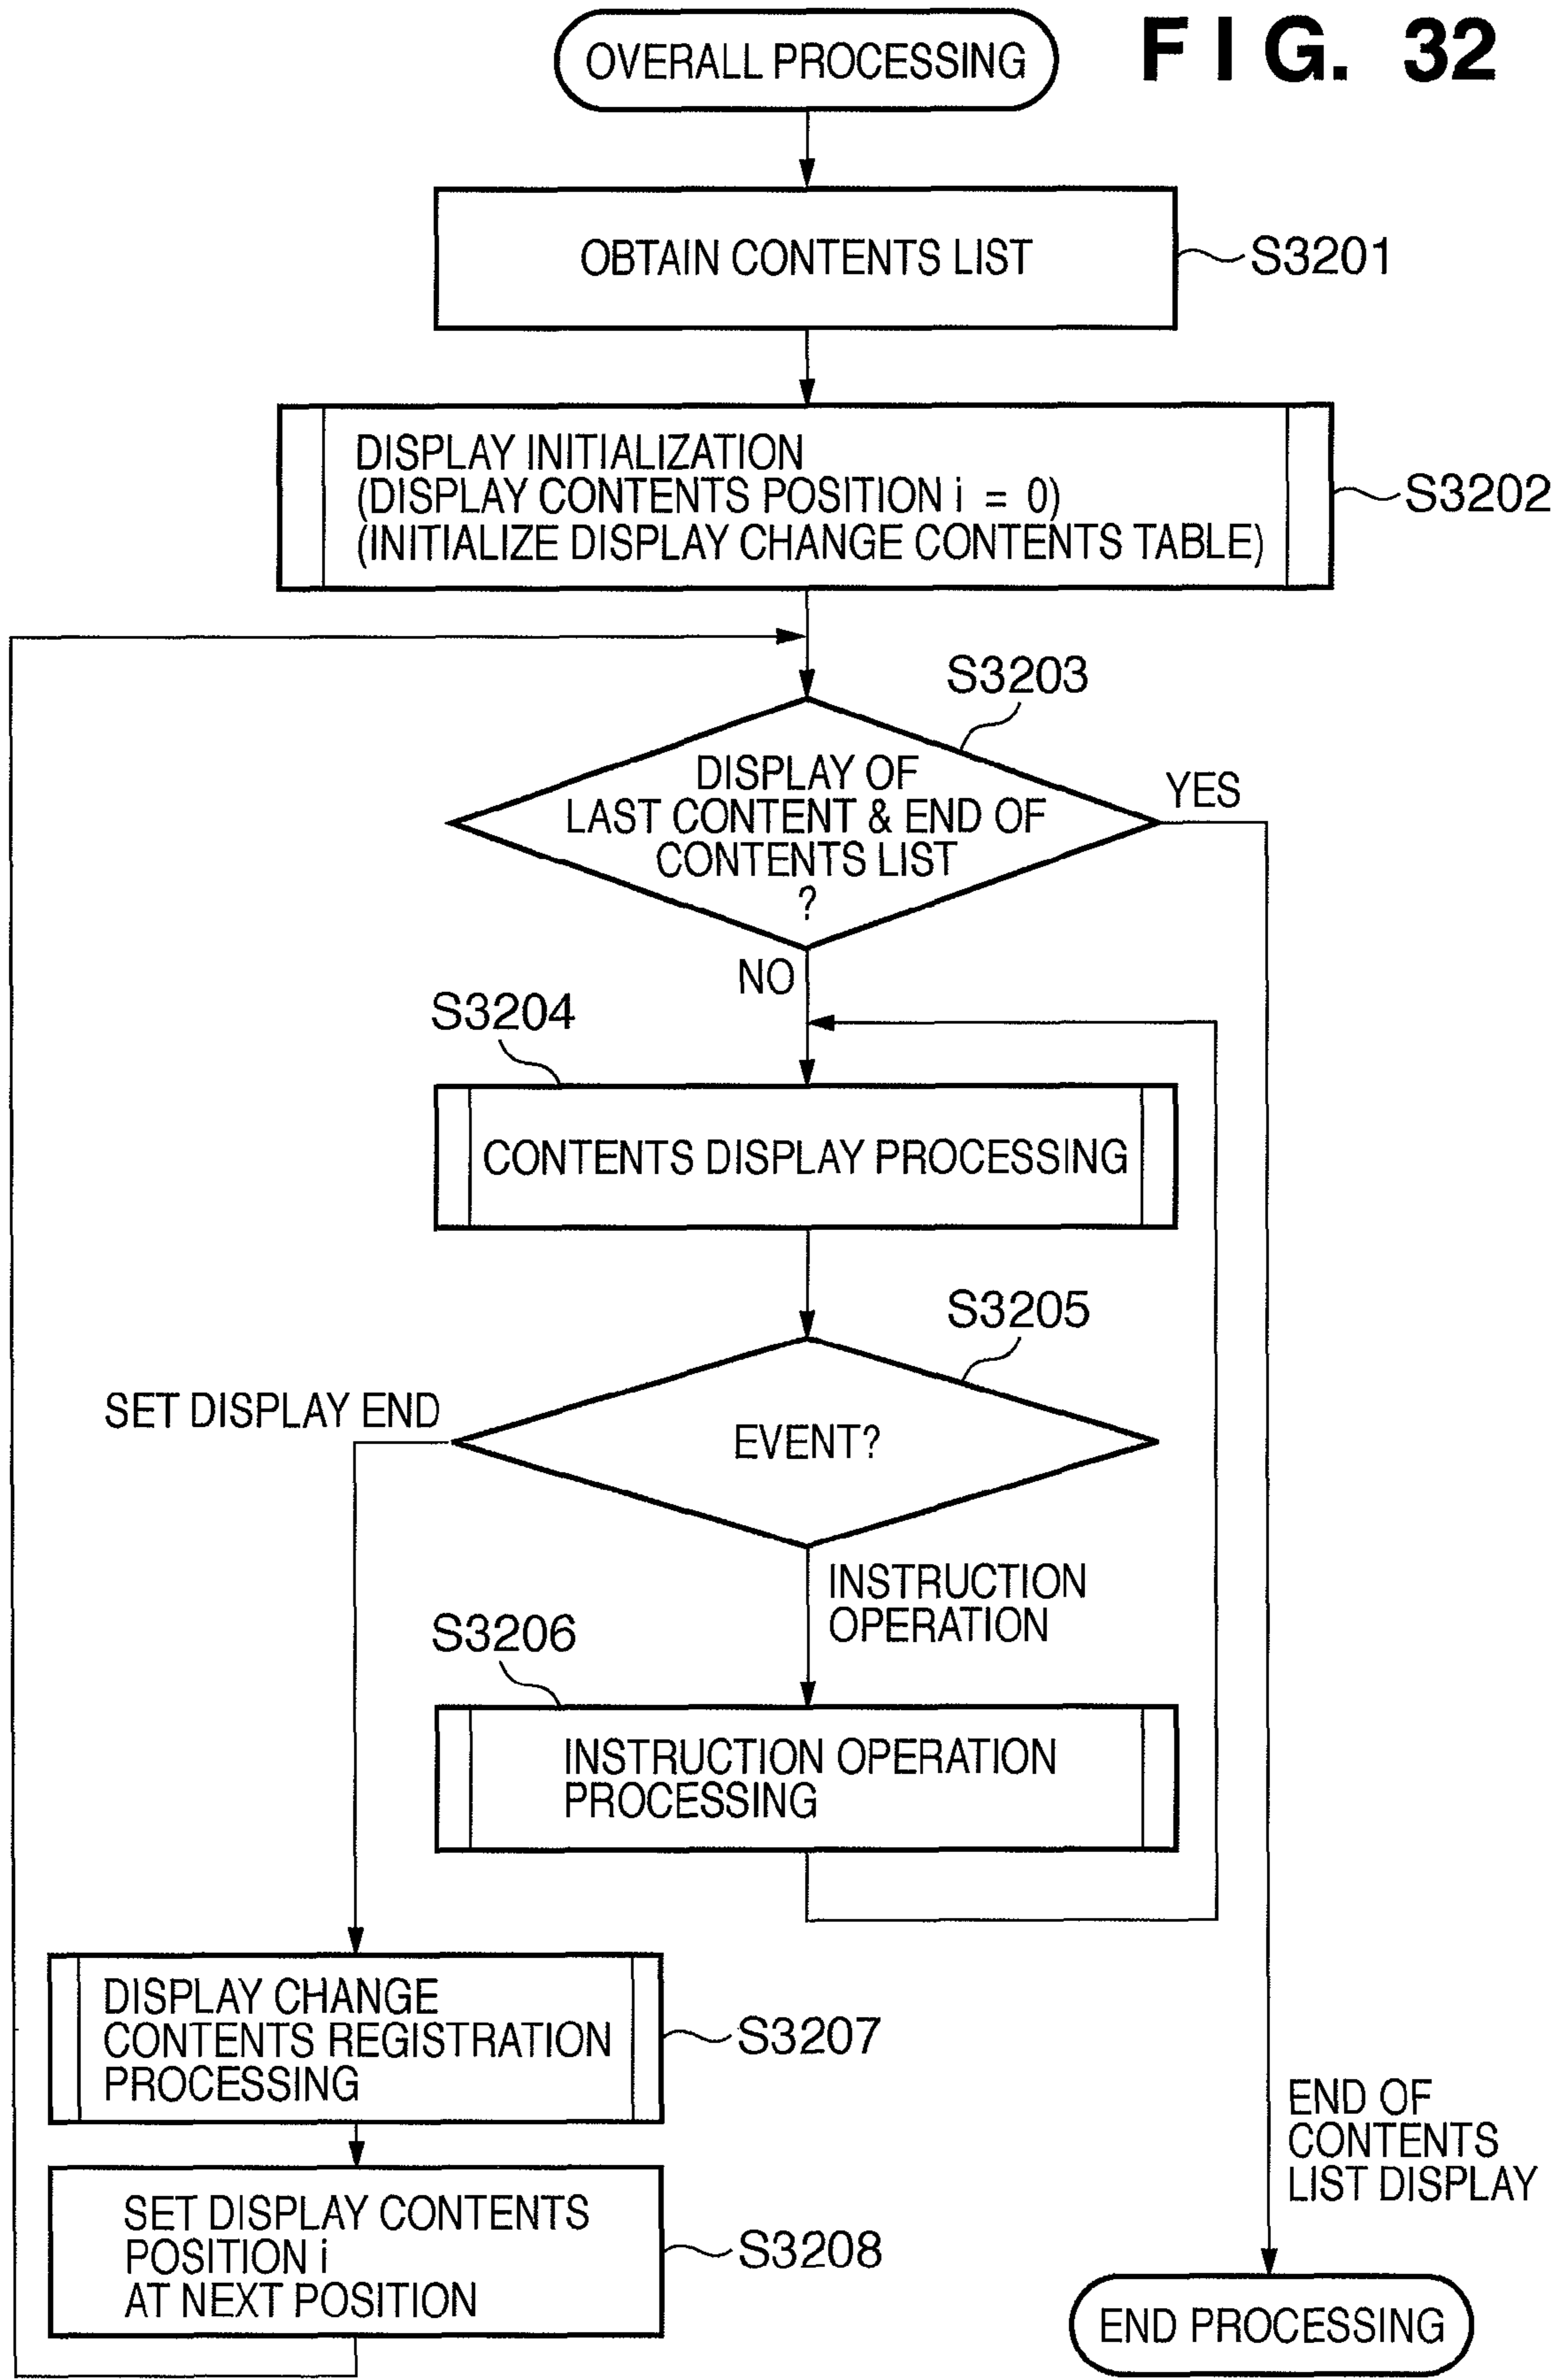 FIG. 32
OVERALL PROCESSING
OBTAIN CONTENTS LIST
S3201
DISPLAY INITIALIZATION
(DISPLAY CONTENTS POSITION i = 0)
(INITIALIZE DISPLAY CHANGE CONTENTS TABLE)
S3202
S3203
DISPLAY OF
LAST CONTENT & END OF
CONTENTS LIST
?
YES
NO
S3204
CONTENTS DISPLAY PROCESSING
S3205
SET DISPLAY END
EVENT?
INSTRUCTION
OPERATION
S3206
INSTRUCTION OPERATION
PROCESSING
DISPLAY CHANGE
CONTENTS REGISTRATION
PROCESSING
S3207
END OF
CONTENTS
LIST DISPLAY
SET DISPLAY CONTENTS
POSITION i
AT NEXT POSITION
S3208
END PROCESSING